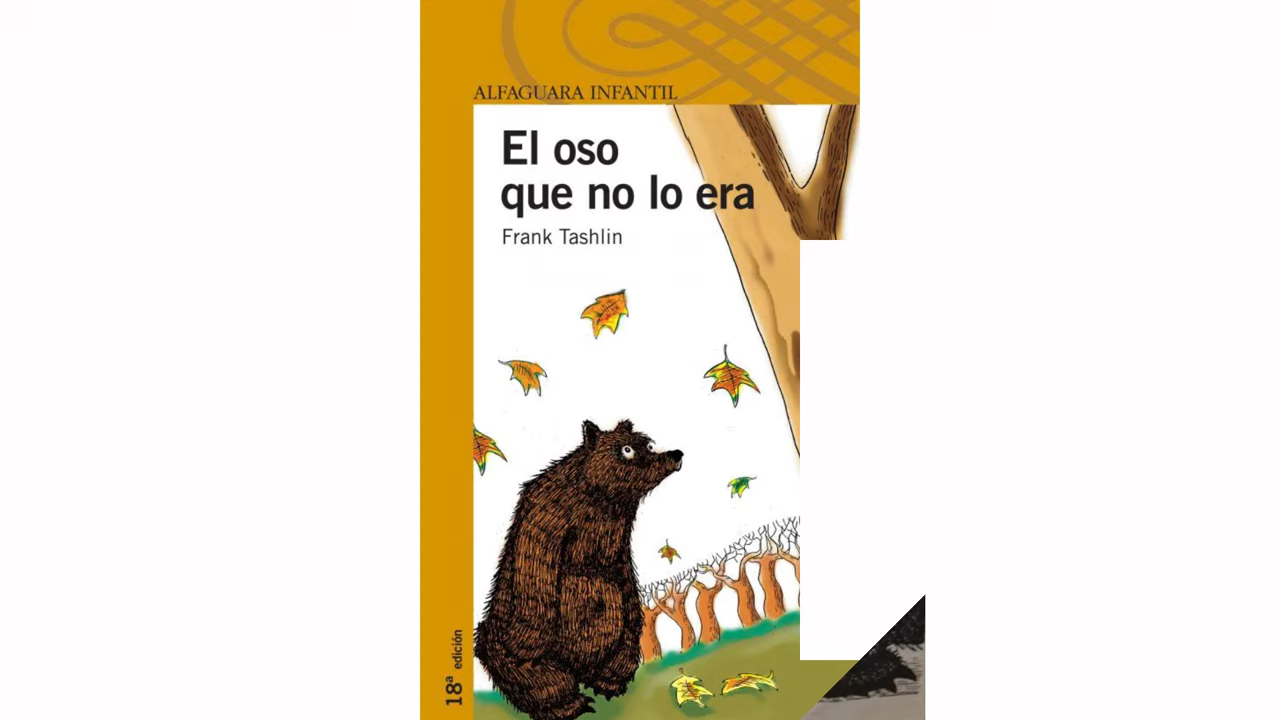 ALFAGUARA INFANTIL
El oso
que no lo era
Frank Tashlin
18ª edición